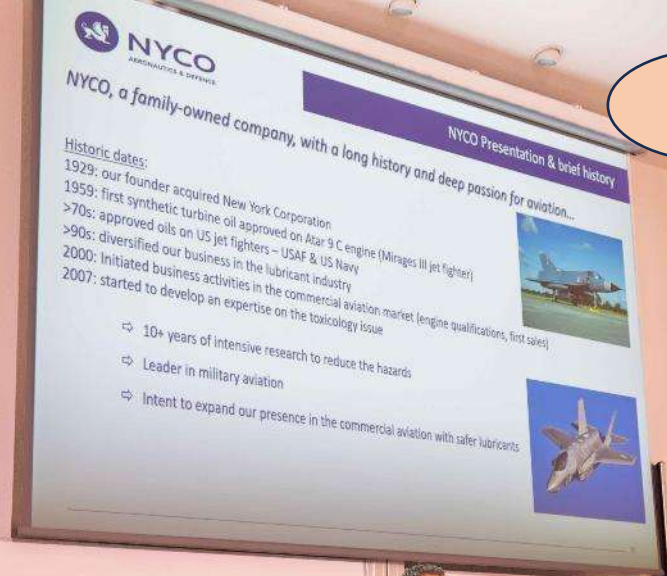 NYCO
AERONAUTICS & DEFENCE
NYCO Presentation & brief history
NYCO, a family-owned company, with a long history and deep passion for aviation...
Historic dates:
1929: our founder acquired New York Corporation
1959: first synthetic turbine oil approved on Atar 9 C engine (Mirages III jet fighter)
>70s: approved oils on US jet fighters – USAF & US Navy
>90s: diversified our business in the lubricant industry
2000: Initiated business activities in the commercial aviation market (engine qualifications, first sales)
2007: started to develop an expertise on the toxicology issue
⇨ 10+ years of intensive research to reduce the hazards
⇨ Leader in military aviation
⇨ Intent to expand our presence in the commercial aviation with safer lubricants